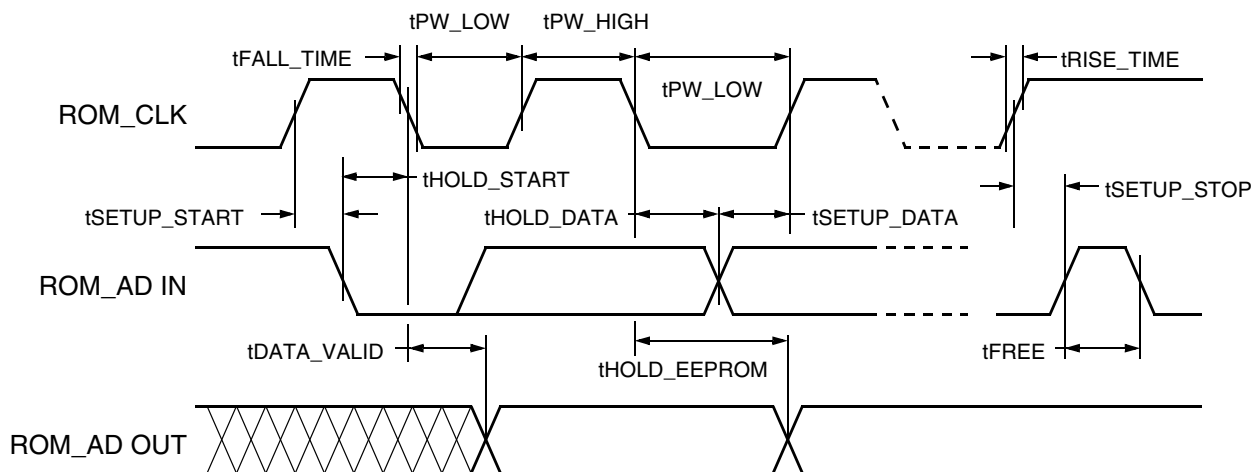 tPW_LOW tPW_HIGH
tFALL_TIME tRISE_TIME
tPW_LOW
ROM_CLK
tHOLD_START
tSETUP_STOP
tSETUP_START tHOLD_DATA tSETUP_DATA
ROM_AD IN
tDATA_VALID tFREE
tHOLD_EEPROM
ROM_AD OUT